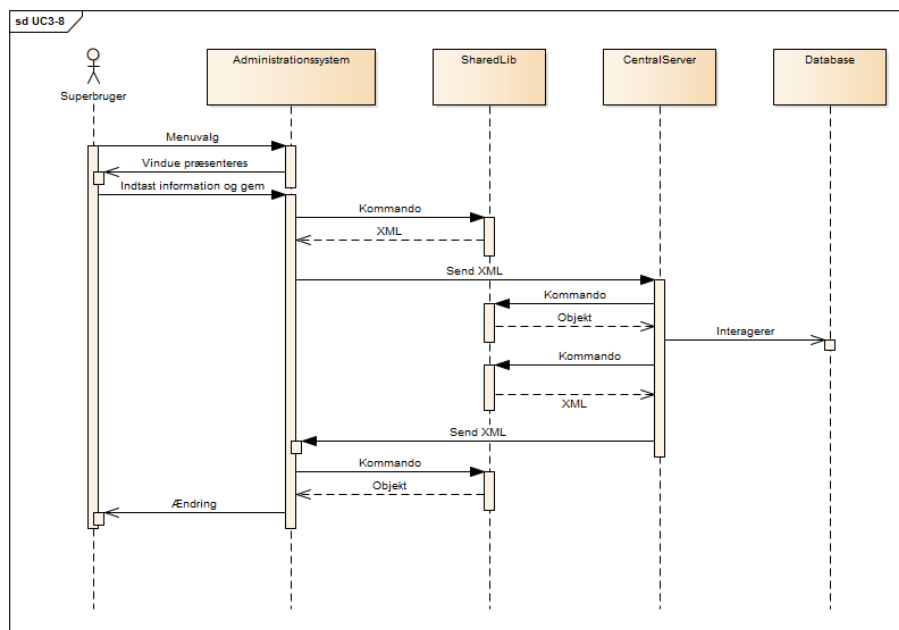 sd UC3-8
Superbruger
Administrationssystem
SharedLib
CentralServer
Database
Menuvalg
Vindue præsenteres
Indtast information og gem
Kommando
XML
Send XML
Kommando
Objekt
Interagerer
Kommando
XML
Send XML
Kommando
Objekt
Ændring